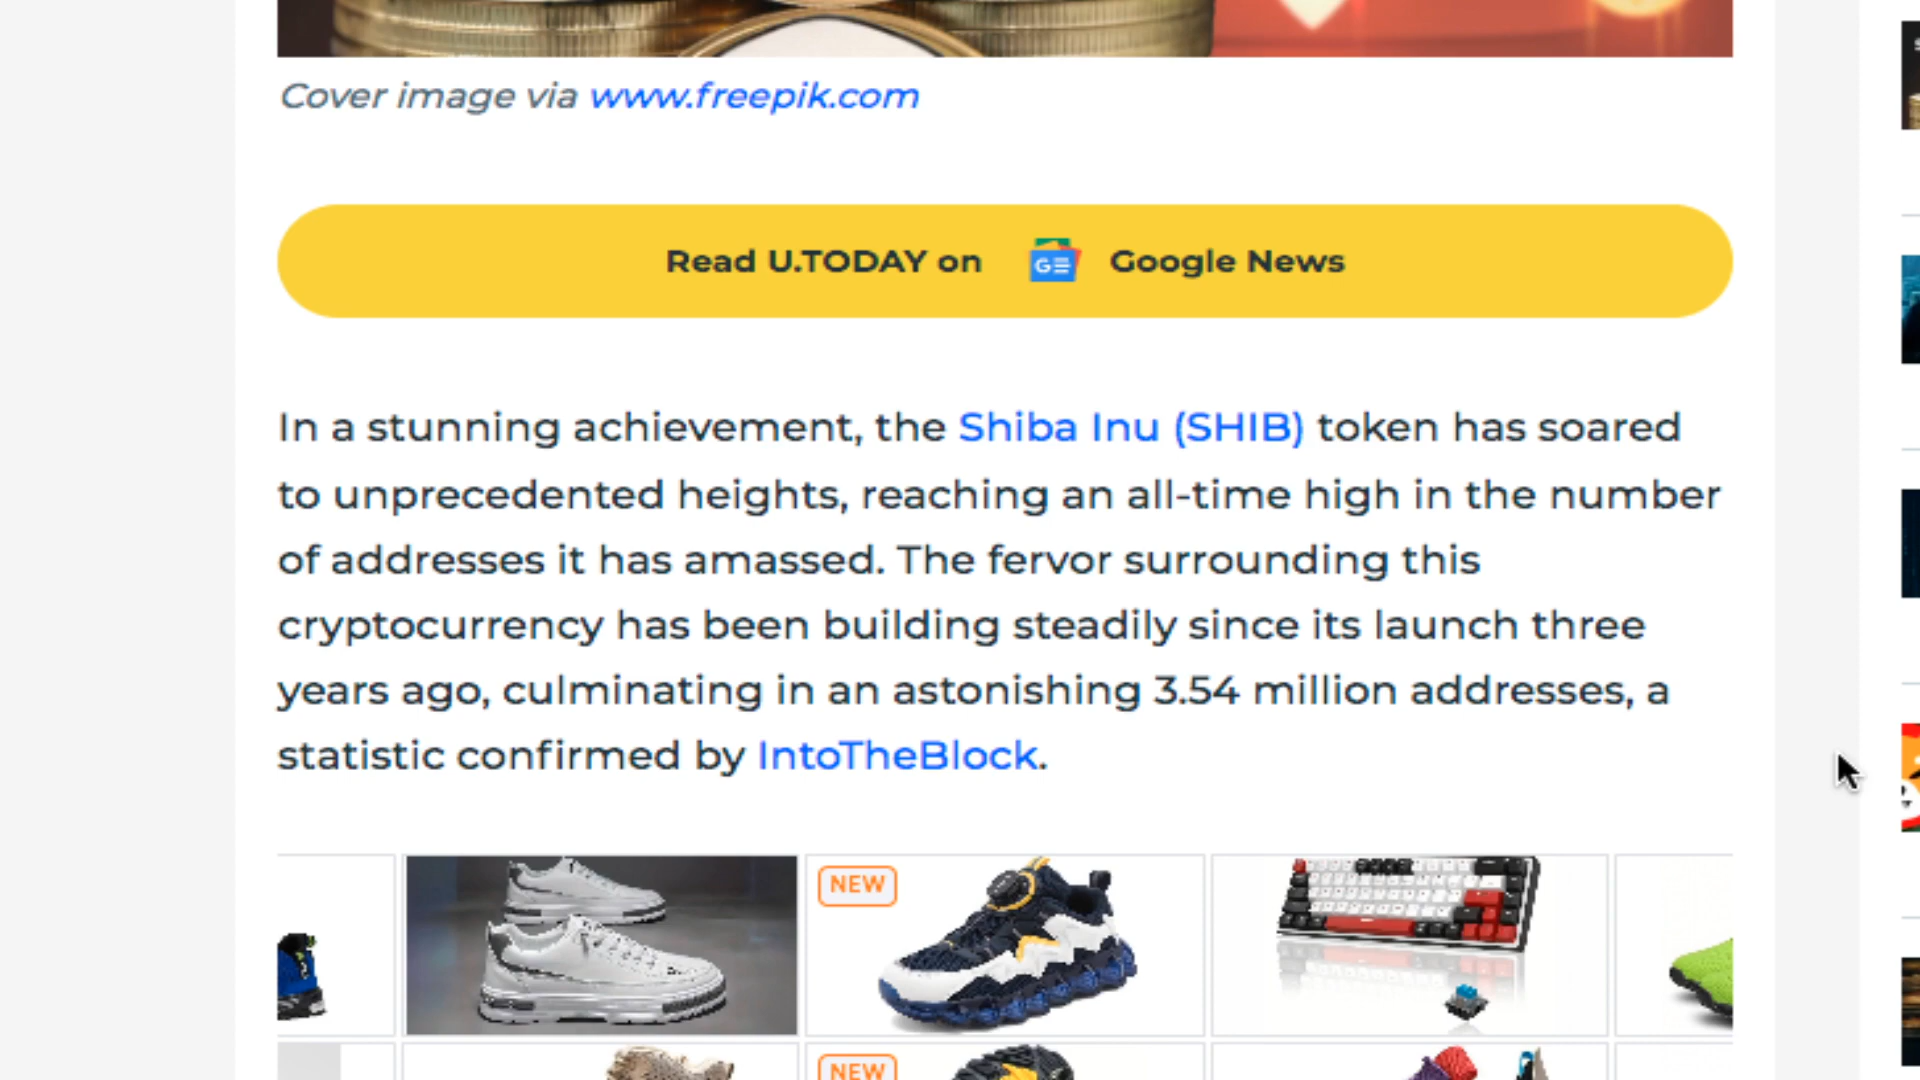 Cover image via www.freepik.com
Read U.TODAY on Google News
In a stunning achievement, the Shiba Inu (SHIB) token has soared
to unprecedented heights, reaching an all-time high in the number
of addresses it has amassed. The fervor surrounding this
cryptocurrency has been building steadily since its launch three
years ago, culminating in an astonishing 3.54 million addresses, a
statistic confirmed by IntoTheBlock.
NEW
NEW